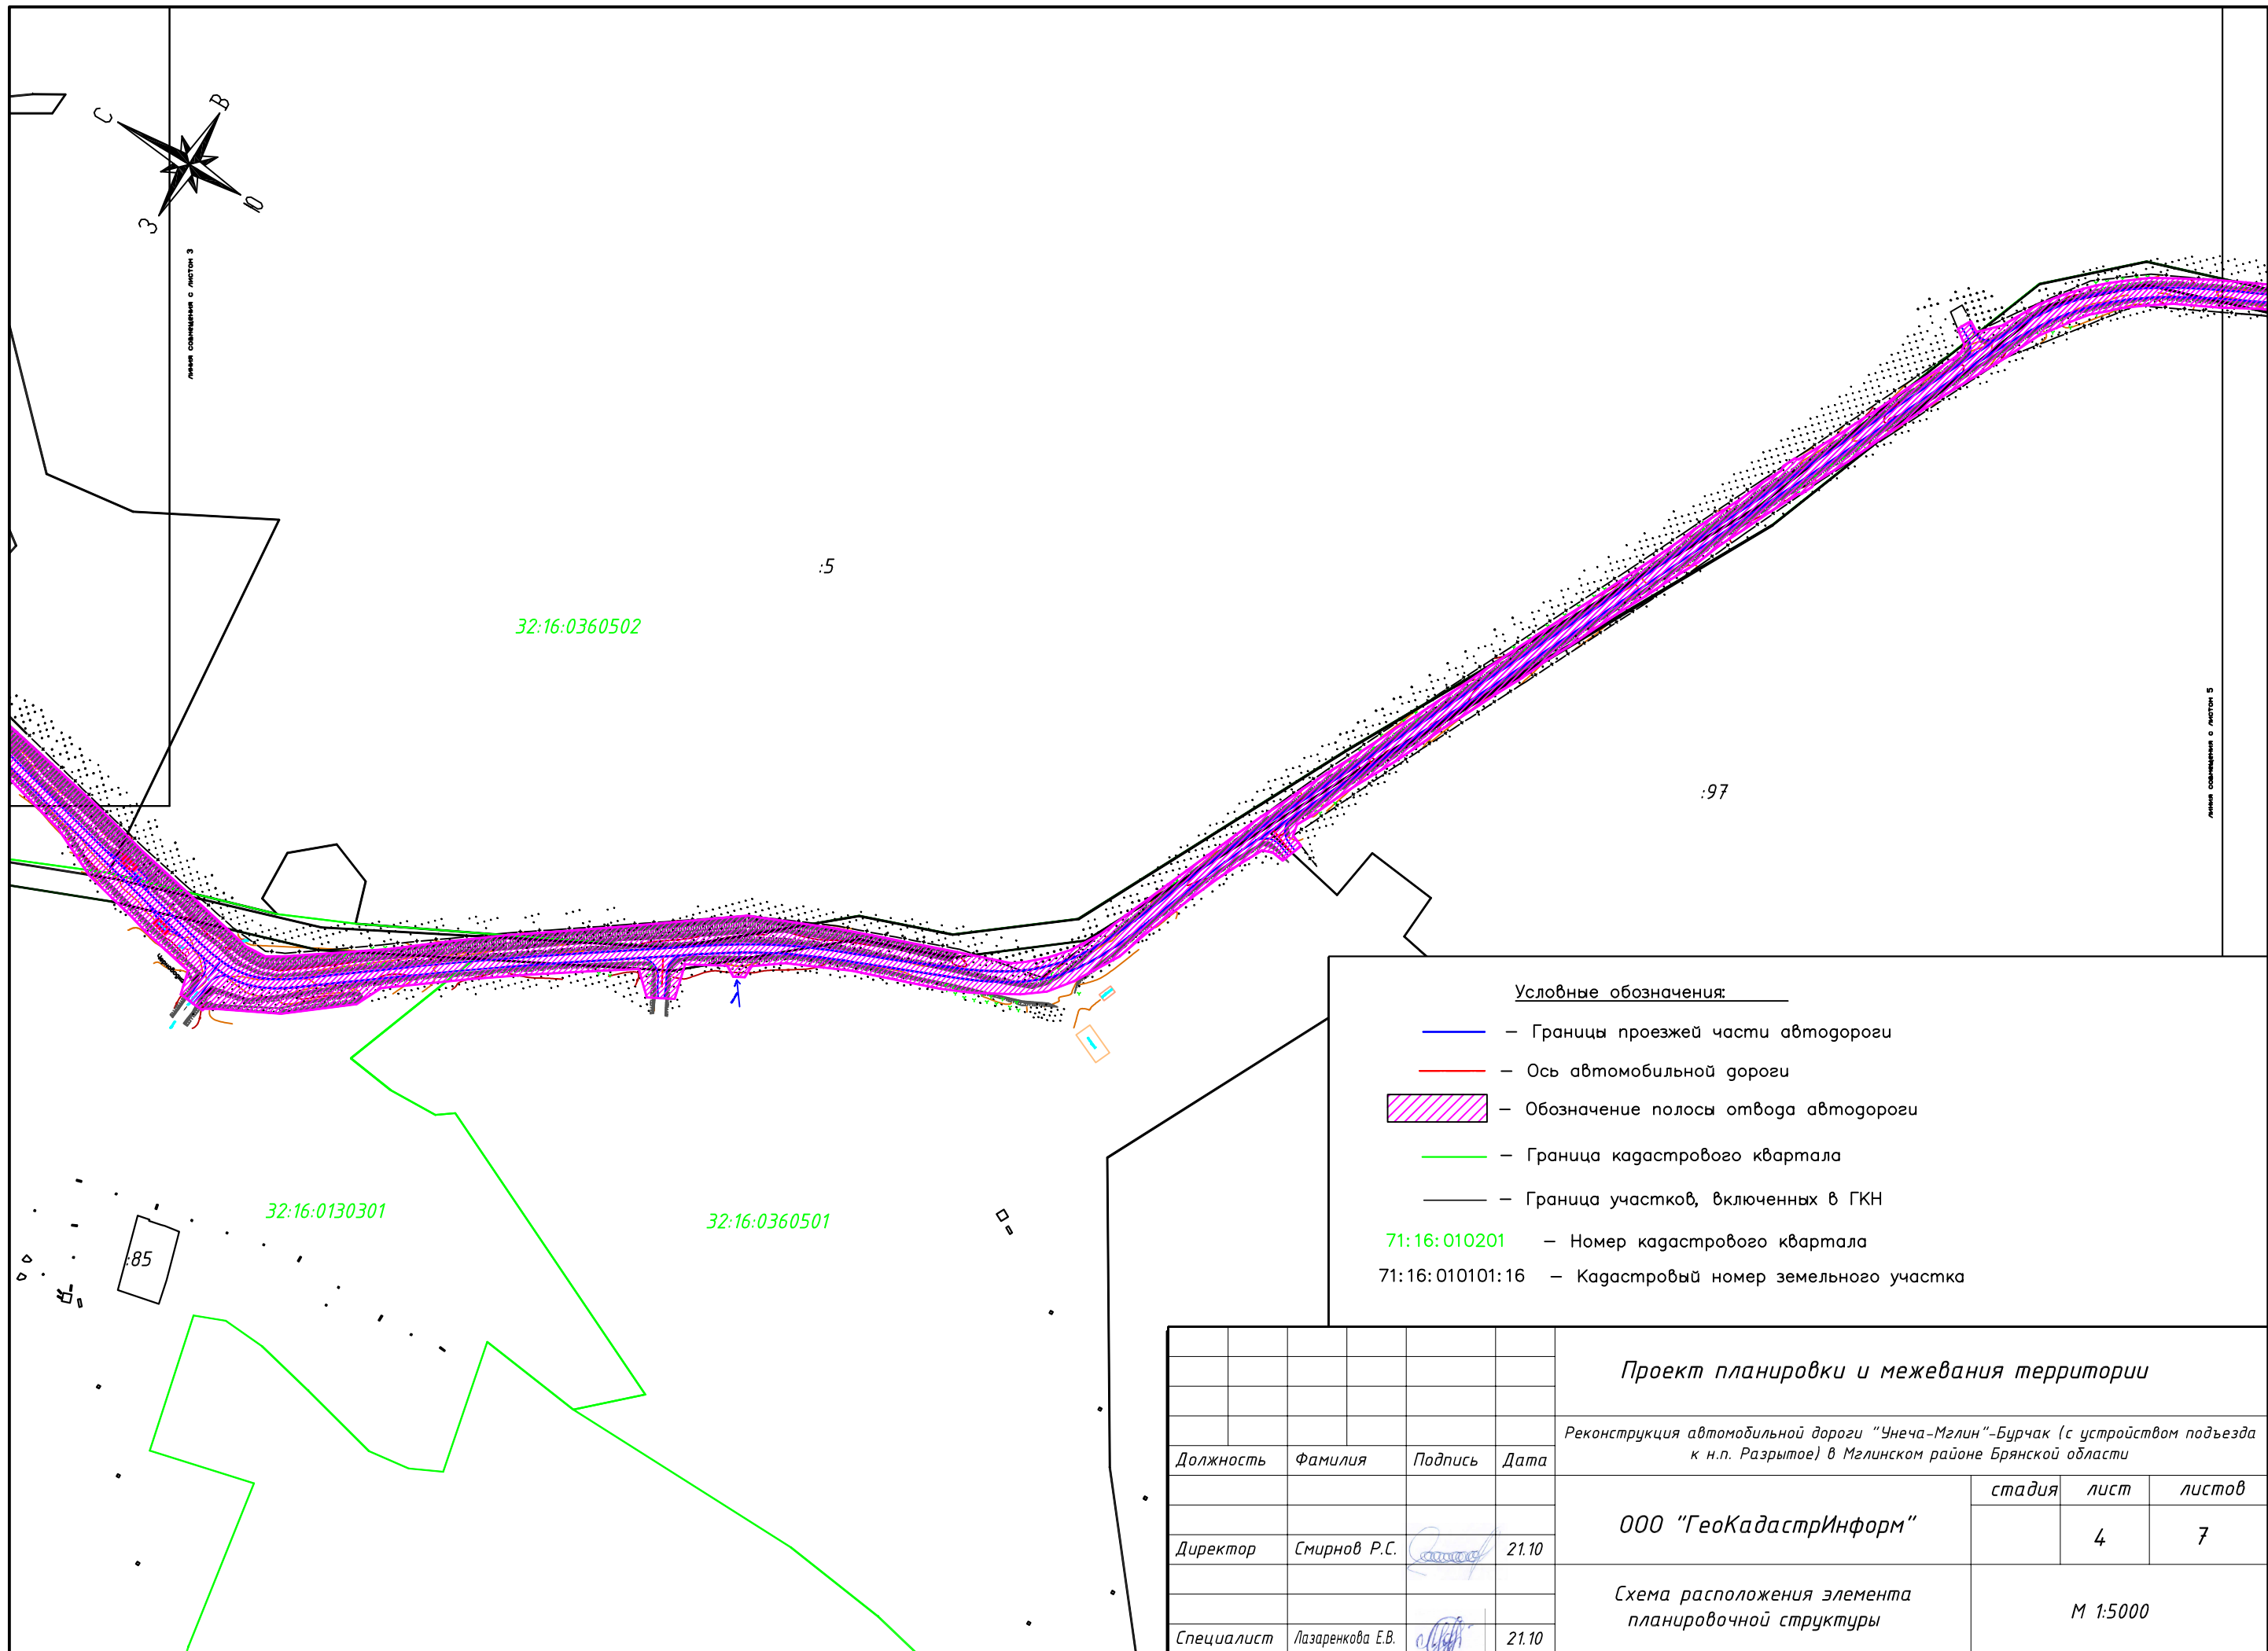 С
В
Ю
З
линия совмещения с листом 3
:5
32:16:0360502
:97
линия совмещения с листом 5
32:16:0130301
32:16:0360501
:85
Условные обозначения:
– Границы проезжей части автодороги
– Ось автомобильной дороги
– Обозначение полосы отвода автодороги
– Граница кадастрового квартала
– Граница участков, включенных в ГКН
71:16:010201 – Номер кадастрового квартала
71:16:010101:16 – Кадастровый номер земельного участка
Проект планировки и межевания территории
Реконструкция автомобильной дороги "Унеча-Мглин"-Бурчак (с устройством подъезда
к н.п. Разрытое) в Мглинском районе Брянской области
Должность Фамилия Подпись Дата
стадия лист листов
ООО "ГеоКадастрИнформ"
4 7
Директор Смирнов Р.С. 21.10
Схема расположения элемента
планировочной структуры
М 1:5000
Специалист Лазаренкова Е.В. 21.10